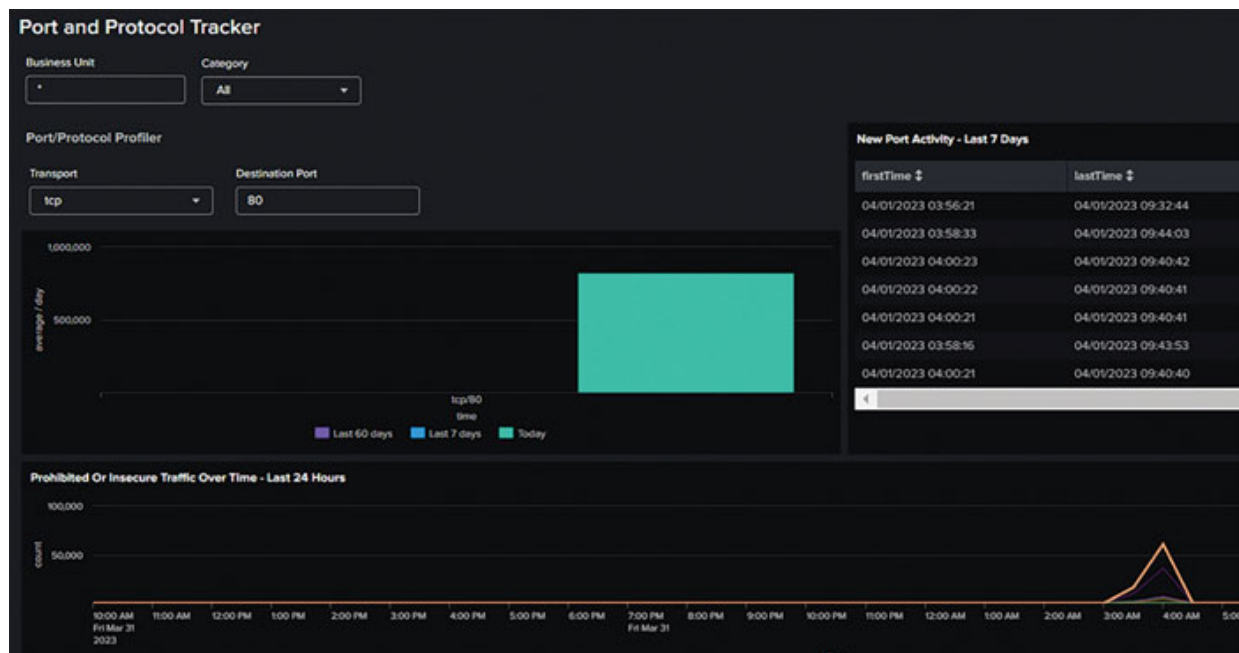 Port and Protocol Tracker
Business Unit Category
* All
Port/Protocol Profiler
Transport Destination Port
tcp 80
1,000,000
500,000
average / day
tcp/80
time
Last 60 days Last 7 days Today
New Port Activity - Last 7 Days
firstTime lastTime
04/01/2023 03:56:21 04/01/2023 09:32:44
04/01/2023 03:58:33 04/01/2023 09:44:03
04/01/2023 04:00:23 04/01/2023 09:40:42
04/01/2023 04:00:22 04/01/2023 09:40:41
04/01/2023 04:00:21 04/01/2023 09:40:41
04/01/2023 03:58:16 04/01/2023 09:43:53
04/01/2023 04:00:21 04/01/2023 09:40:40
Prohibited Or Insecure Traffic Over Time - Last 24 Hours
100,000
50,000
count
10:00 AM 11:00 AM 12:00 PM 1:00 PM 2:00 PM 3:00 PM 4:00 PM 5:00 PM 6:00 PM 7:00 PM 8:00 PM 9:00 PM 10:00 PM 11:00 PM 12:00 AM 1:00 AM 2:00 AM 3:00 AM 4:00 AM
Fri Mar 31 Fri Mar 31
2023